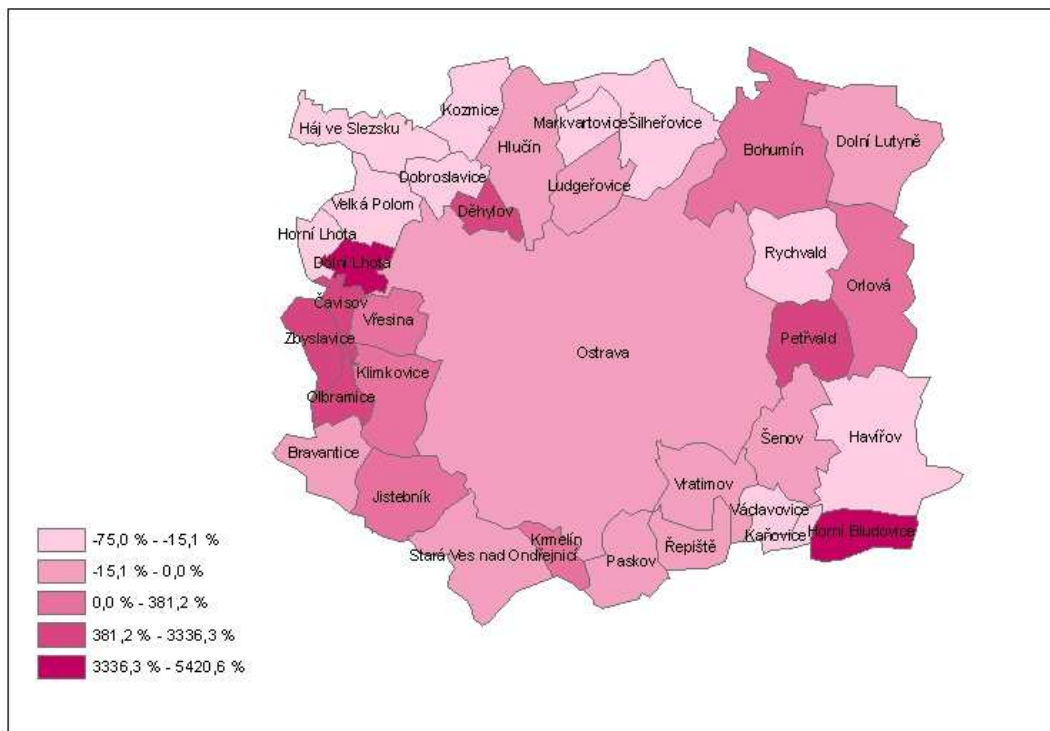 Kozmice
Háj ve Slezsku
Markvartovice
Šilheřovice
Hlučín
Bohumín
Dolní Lutyně
Dobroslavice
Ludgeřovice
Velká Polom
Děhylov
Horní Lhota
Rychvald
Dolní Lhota
Orlová
Čavisov
Vřesina
Zbyslavice
Petřvald
Ostrava
Klimkovice
Olbramice
Šenov
Havířov
Bravantice
Vratimov
Jistebník
Václavovice
Kaňovice
Horní Bludovice
Krmelín
Řepiště
Stará Ves nad Ondřejnicí
Paskov
-75,0 % - -15,1 %
-15,1 % - 0,0 %
0,0 % - 381,2 %
381,2 % - 3336,3 %
3336,3 % - 5420,6 %